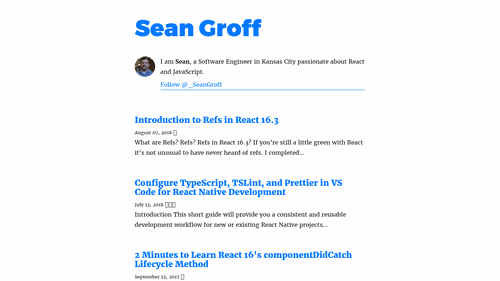 Sean Groff
I am Sean, a Software Engineer in Kansas City passionate about React
and JavaScript.
Follow @_SeanGroff
Introduction to Refs in React 16.3
August 07, 2018
What are Refs? Refs? Refs in React 16.3? If you're still a little green with React
it's not unusual to have never heard of refs. I completed...
Configure TypeScript, TSLint, and Prettier in VS
Code for React Native Development
July 13, 2018
Introduction This short guide will provide you a consistent and reusable
development workflow for new or existing React Native projects...
2 Minutes to Learn React 16's componentDidCatch
Lifecycle Method
September 12, 2017